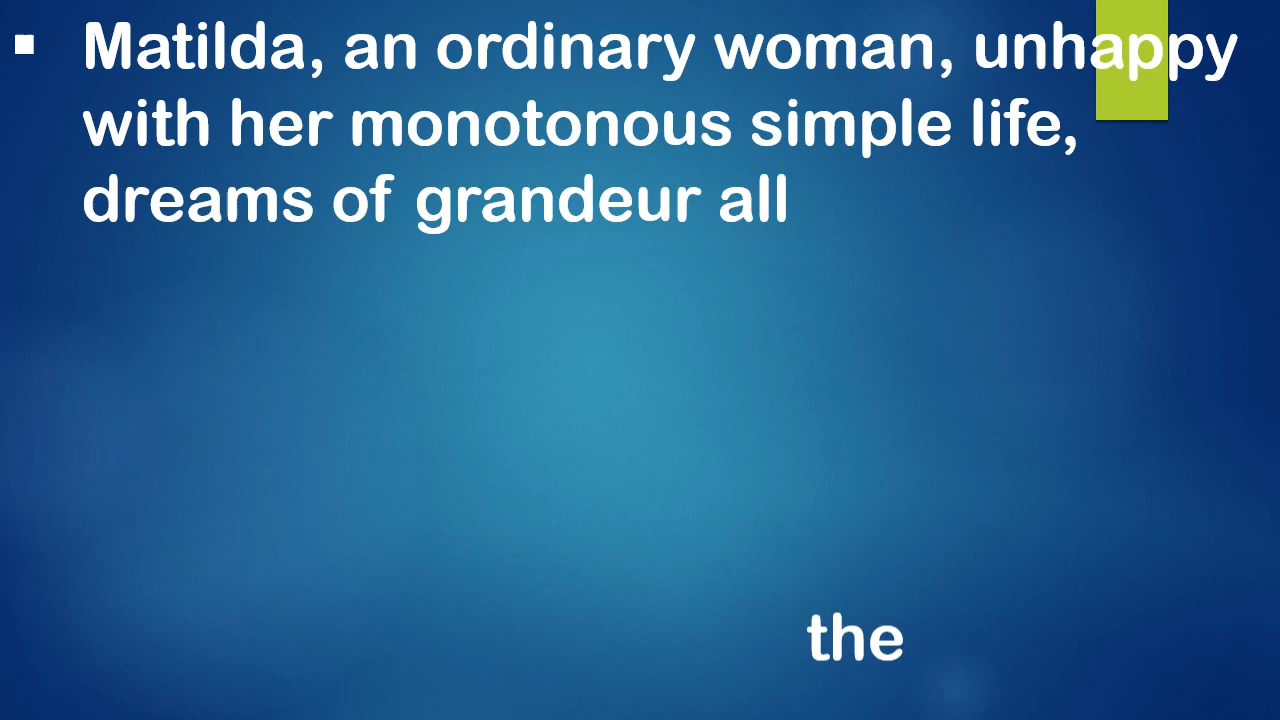 ▪ Matilda, an ordinary woman, unhappy
with her monotonous simple life,
dreams of grandeur all
the